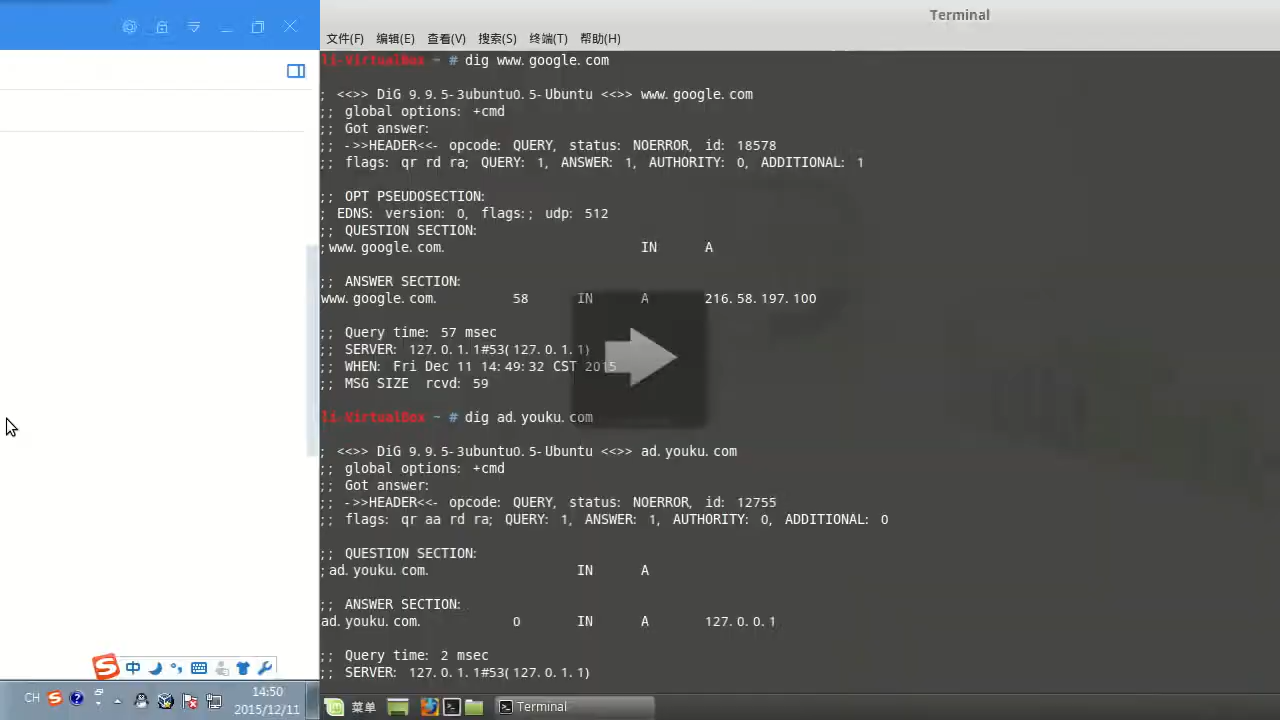 Terminal
文件(F) 编辑(E) 查看(V) 搜索(S) 终端(T) 帮助(H)
li-VirtualBox ~ # dig www.google.com
; <<>> DiG 9.9.5-3ubuntu0.5-Ubuntu <<>> www.google.com
;; global options: +cmd
;; Got answer:
;; ->>HEADER<<- opcode: QUERY, status: NOERROR, id: 18578
;; flags: qr rd ra; QUERY: 1, ANSWER: 1, AUTHORITY: 0, ADDITIONAL: 1
;; OPT PSEUDOSECTION:
; EDNS: version: 0, flags:; udp: 512
;; QUESTION SECTION:
;www.google.com. IN A
;; ANSWER SECTION:
www.google.com. 58 IN A 216.58.197.100
;; Query time: 57 msec
;; SERVER: 127.0.1.1#53(127.0.1.1)
;; WHEN: Fri Dec 11 14:49:32 CST 2015
;; MSG SIZE rcvd: 59
li-VirtualBox ~ # dig ad.youku.com
; <<>> DiG 9.9.5-3ubuntu0.5-Ubuntu <<>> ad.youku.com
;; global options: +cmd
;; Got answer:
;; ->>HEADER<<- opcode: QUERY, status: NOERROR, id: 12755
;; flags: qr aa rd ra; QUERY: 1, ANSWER: 1, AUTHORITY: 0, ADDITIONAL: 0
;; QUESTION SECTION:
;ad.youku.com. IN A
;; ANSWER SECTION:
ad.youku.com. 0 IN A 127.0.0.1
;; Query time: 2 msec
;; SERVER: 127.0.1.1#53(127.0.1.1)
中
CH 14:50
2015/12/11
菜单 Terminal